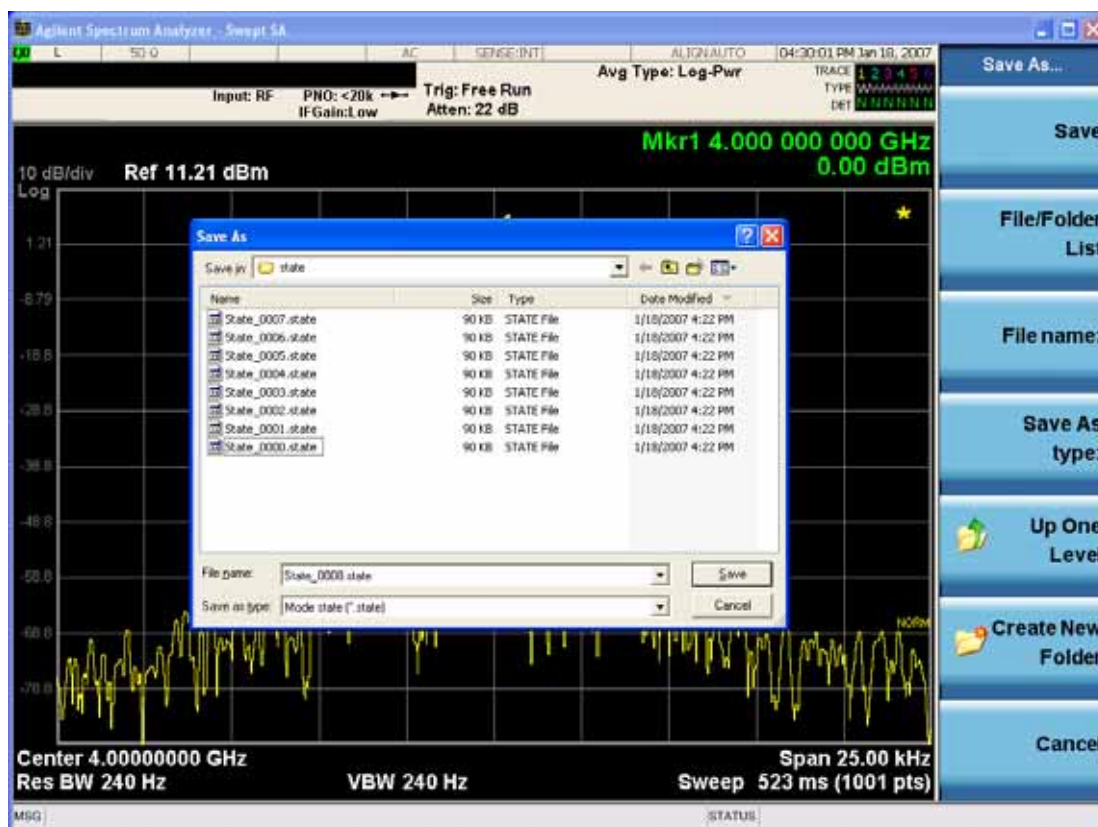 Agilent Spectrum Analyzer - Swept SA
L 50 Ω AC SENSE:INT ALIGNAUTO 04:30:01 PM Jan 18, 2007
Input: RF PNO: <20k Trig: Free Run Avg Type: Log-Pwr TRACE 1 2 3 4 5 6
IFGain:Low Atten: 22 dB TYPE
DET N N N N N N
Mkr1 4.000 000 000 GHz
0.00 dBm
10 dB/div Ref 11.21 dBm
Log
1.21
-8.79
-18.8
-28.8
-38.8
-48.8
-58.8
-68.8
-78.8
NORM
Save As
Save in: state
Name Size Type Date Modified
State_0007.state 90 KB STATE File 1/18/2007 4:22 PM
State_0006.state 90 KB STATE File 1/18/2007 4:22 PM
State_0005.state 90 KB STATE File 1/18/2007 4:22 PM
State_0004.state 90 KB STATE File 1/18/2007 4:22 PM
State_0003.state 90 KB STATE File 1/18/2007 4:22 PM
State_0002.state 90 KB STATE File 1/18/2007 4:22 PM
State_0001.state 90 KB STATE File 1/18/2007 4:22 PM
State_0000.state 90 KB STATE File 1/18/2007 4:22 PM
File name: State_0008.state Save
Save as type: Mode state (*.state) Cancel
Center 4.00000000 GHz Span 25.00 kHz
Res BW 240 Hz VBW 240 Hz Sweep 523 ms (1001 pts)
MSG STATUS
Save As...
Save
File/Folder
List
File name:
Save As
type:
Up One
Level
Create New
Folder
Cancel